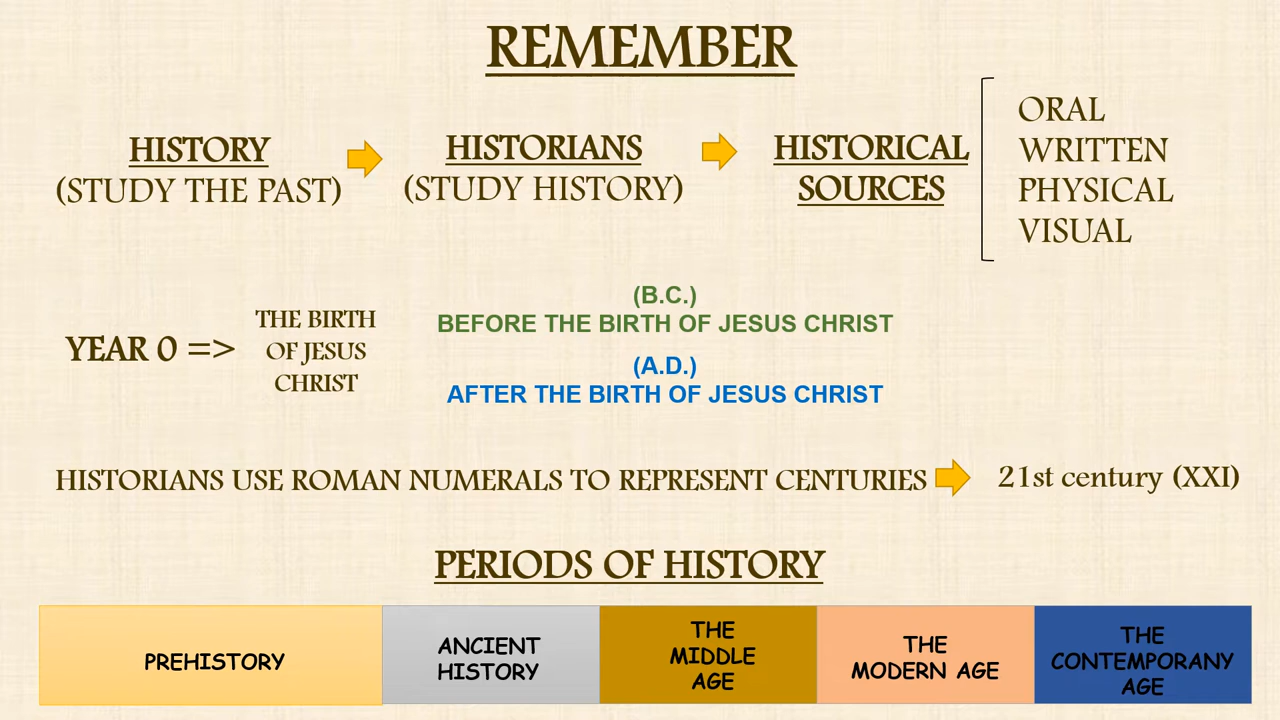 REMEMBER
HISTORY
(STUDY THE PAST)
HISTORIANS
(STUDY HISTORY)
HISTORICAL
SOURCES
ORAL
WRITTEN
PHYSICAL
VISUAL
YEAR 0 =>
THE BIRTH
OF JESUS
CHRIST
(B.C.)
BEFORE THE BIRTH OF JESUS CHRIST
(A.D.)
AFTER THE BIRTH OF JESUS CHRIST
HISTORIANS USE ROMAN NUMERALS TO REPRESENT CENTURIES
21st century (XXI)
PERIODS OF HISTORY
PREHISTORY
ANCIENT
HISTORY
THE
MIDDLE
AGE
THE
MODERN AGE
THE
CONTEMPORANY
AGE